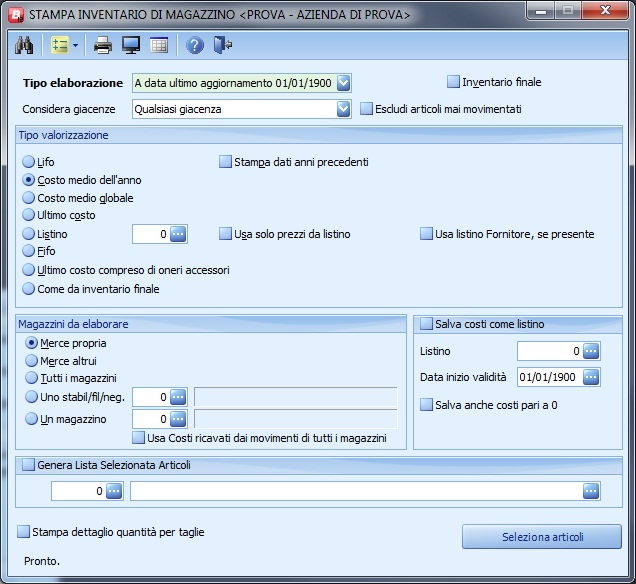 STAMPA INVENTARIO DI MAGAZZINO <PROVA - AZIENDA DI PROVA>
Tipo elaborazione A data ultimo aggiornamento 01/01/1900 Inventario finale
Considera giacenze Qualsiasi giacenza Escludi articoli mai movimentati
Tipo valorizzazione
Lifo Stampa dati anni precedenti
Costo medio dell'anno
Costo medio globale
Ultimo costo
Listino 0 Usa solo prezzi da listino Usa listino Fornitore, se presente
Fifo
Ultimo costo compreso di oneri accessori
Come da inventario finale
Magazzini da elaborare
Merce propria
Merce altrui
Tutti i magazzini
Uno stabil/fil/neg. 0
Un magazzino 0
Usa Costi ricavati dai movimenti di tutti i magazzini
Salva costi come listino
Listino 0
Data inizio validità 01/01/1900
Salva anche costi pari a 0
Genera Lista Selezionata Articoli
0
Stampa dettaglio quantità per taglie
Seleziona articoli
Pronto.